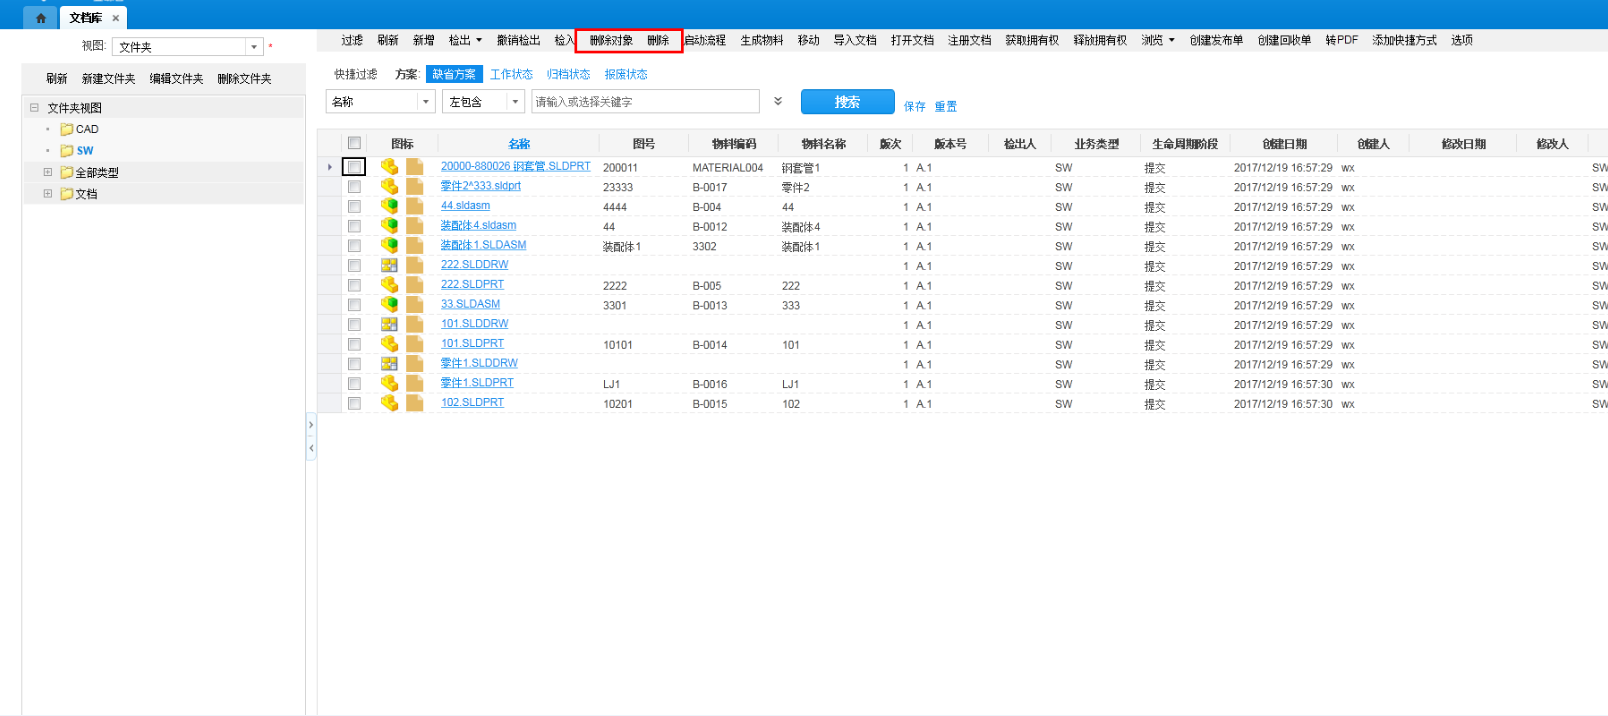 文档库 ×
视图: 文件夹 *
过滤 刷新 新增 检出 撤销检出 检入 删除对象 删除 启动流程 生成物料 移动 导入文档 打开文档 注册文档 获取拥有权 释放拥有权 浏览 创建发布单 创建回收单 转PDF 添加快捷方式 选项
刷新 新建文件夹 编辑文件夹 删除文件夹
文件夹视图
CAD
SW
全部类型
文档
快捷过滤 方案: 缺省方案 工作状态 归档状态 报废状态
名称 左包含 请输入或选择关键字 搜索 保存 重置
图标 名称 图号 物料编码 物料名称 版次 版本号 检出人 业务类型 生命周期阶段 创建日期 创建人 修改日期 修改人
20000-880026 钢套管.SLDPRT 200011 MATERIAL004 钢套管1 1 A.1 SW 提交 2017/12/19 16:57:29 wx SW
零件2^333.sldprt 23333 B-0017 零件2 1 A.1 SW 提交 2017/12/19 16:57:29 wx SW
44.sldasm 4444 B-004 44 1 A.1 SW 提交 2017/12/19 16:57:29 wx SW
装配体4.sldasm 44 B-0012 装配体4 1 A.1 SW 提交 2017/12/19 16:57:29 wx SW
装配体1.SLDASM 装配体1 3302 装配体1 1 A.1 SW 提交 2017/12/19 16:57:29 wx SW
222.SLDDRW 1 A.1 SW 提交 2017/12/19 16:57:29 wx SW
222.SLDPRT 2222 B-005 222 1 A.1 SW 提交 2017/12/19 16:57:29 wx SW
33.SLDASM 3301 B-0013 333 1 A.1 SW 提交 2017/12/19 16:57:29 wx SW
101.SLDDRW 1 A.1 SW 提交 2017/12/19 16:57:29 wx SW
101.SLDPRT 10101 B-0014 101 1 A.1 SW 提交 2017/12/19 16:57:29 wx SW
零件1.SLDDRW 1 A.1 SW 提交 2017/12/19 16:57:29 wx SW
零件1.SLDPRT LJ1 B-0016 LJ1 1 A.1 SW 提交 2017/12/19 16:57:30 wx SW
102.SLDPRT 10201 B-0015 102 1 A.1 SW 提交 2017/12/19 16:57:30 wx SW